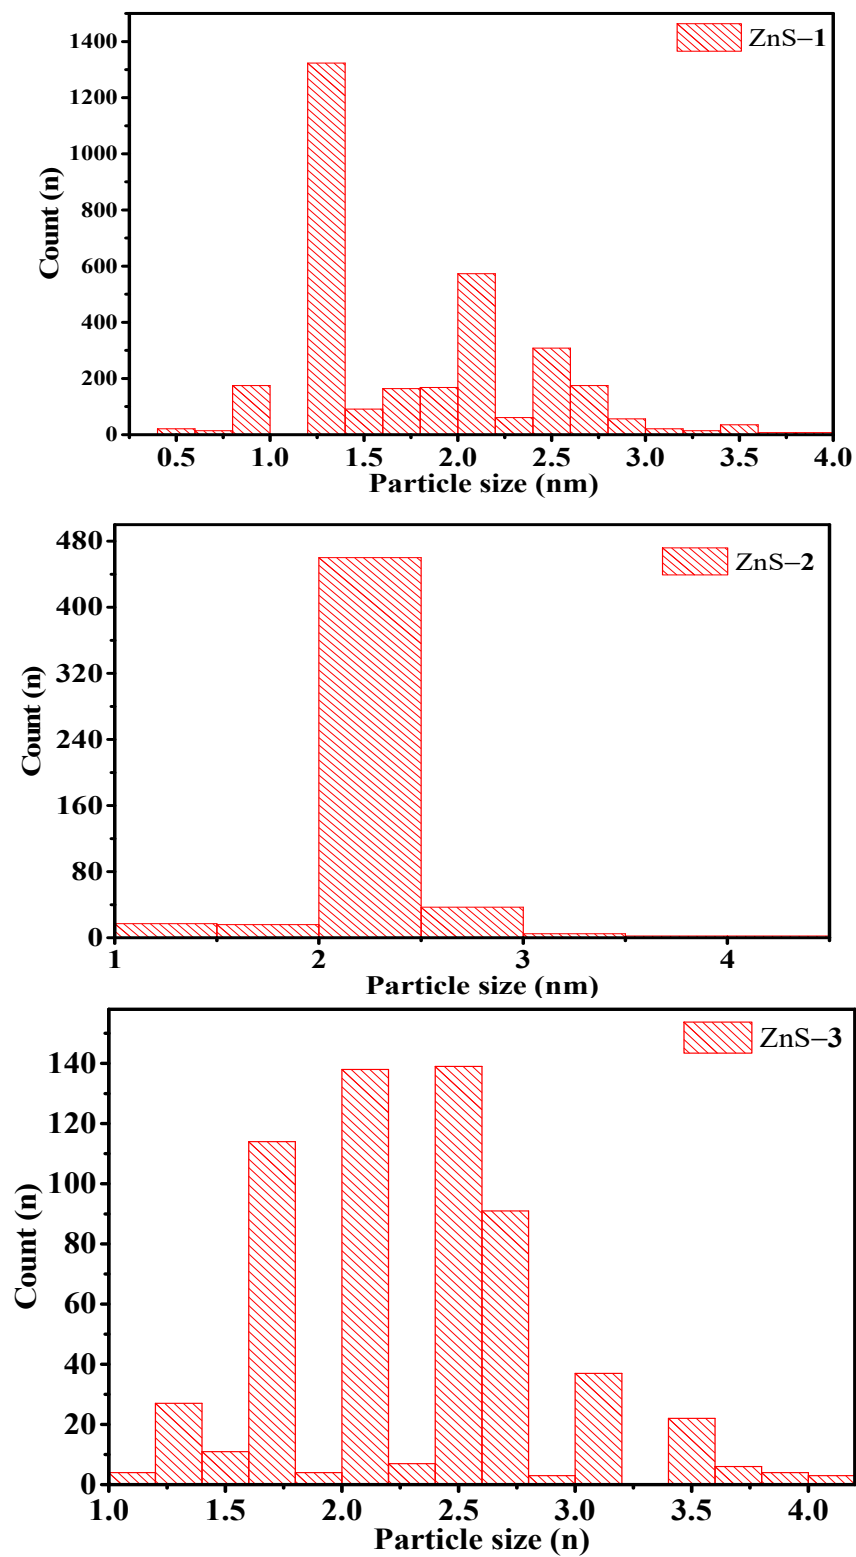 1400
ZnS–1
1200
1000
800
600
400
200
0
Count (n)
0.5 1.0 1.5 2.0 2.5 3.0 3.5 4.0
Particle size (nm)
480
ZnS–2
400
320
240
160
80
0
Count (n)
1 2 3 4
Particle size (nm)
ZnS–3
140
120
100
80
60
40
20
0
Count (n)
1.0 1.5 2.0 2.5 3.0 3.5 4.0
Particle size (n)